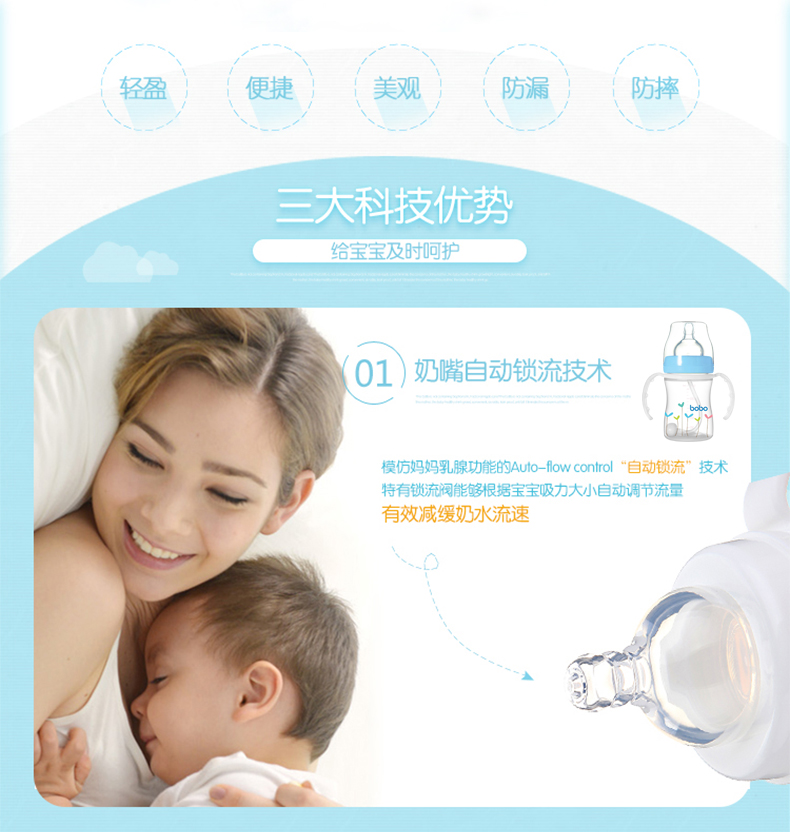 轻盈 便捷 美观 防漏 防摔
三大科技优势
给宝宝及时呵护
01 奶嘴自动锁流技术
bobo
模仿妈妈乳腺功能的Auto-flow control“自动锁流”技术
特有锁流阀能够根据宝宝吸力大小自动调节流量
有效减缓奶水流速